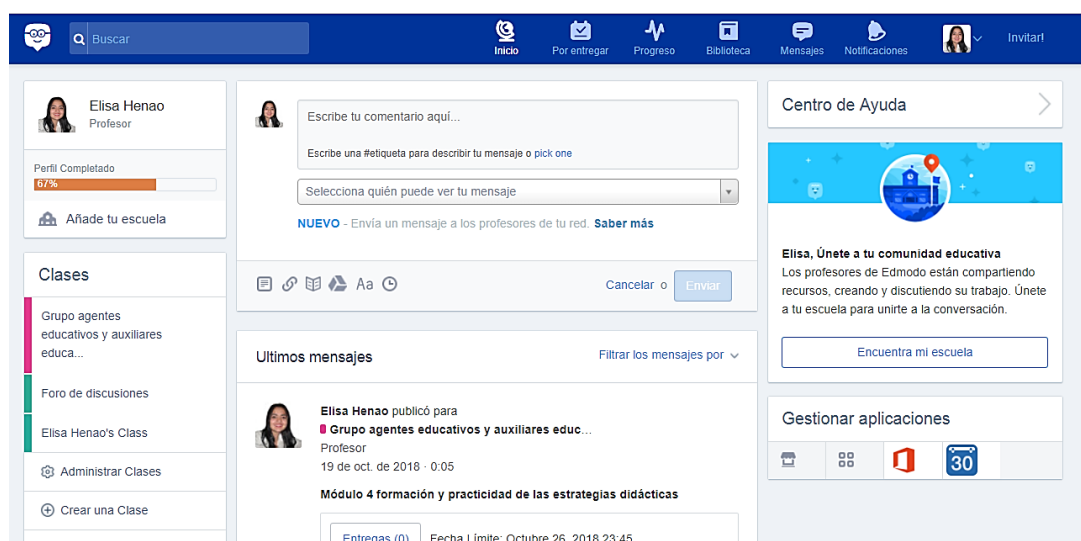 Buscar
Inicio
Por entregar
Progreso
Biblioteca
Mensajes
Notificaciones
Invitar!
Elisa Henao
Profesor
Perfil Completado
67%
Añade tu escuela
Clases
Grupo agentes
educativos y auxiliares
educa...
Foro de discusiones
Elisa Henao's Class
Administrar Clases
Crear una Clase
Escribe tu comentario aquí...
Escribe una #etiqueta para describir tu mensaje o pick one
Selecciona quién puede ver tu mensaje
NUEVO - Envía un mensaje a los profesores de tu red. Saber más
Aa
Cancelar o Enviar
Ultimos mensajes
Filtrar los mensajes por
Elisa Henao publicó para
Grupo agentes educativos y auxiliares educ...
Profesor
19 de oct. de 2018 · 0:05
Módulo 4 formación y practicidad de las estrategias didácticas
Entregas (0) Fecha Límite: Octubre 26, 2018 23:45
Centro de Ayuda
Elisa, Únete a tu comunidad educativa
Los profesores de Edmodo están compartiendo
recursos, creando y discutiendo su trabajo. Únete
a tu escuela para unirte a la conversación.
Encuentra mi escuela
Gestionar aplicaciones
30